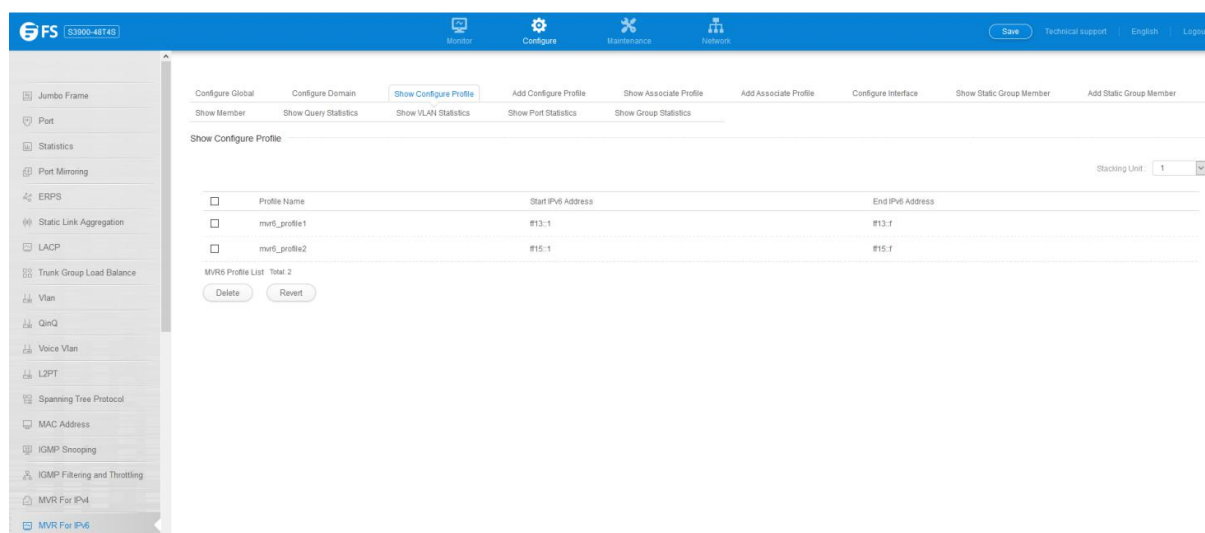 FS S3900-48T4S
Monitor
Configure
Maintenance
Network
Save
Technical support
English
Logou
Jumbo Frame
Port
Statistics
Port Mirroring
ERPS
Static Link Aggregation
LACP
Trunk Group Load Balance
Vlan
QinQ
Voice Vlan
L2PT
Spanning Tree Protocol
MAC Address
IGMP Snooping
IGMP Filtering and Throttling
MVR For IPv4
MVR For IPv6
Configure Global Configure Domain Show Configure Profile Add Configure Profile Show Associate Profile Add Associate Profile Configure Interface Show Static Group Member Add Static Group Member
Show Member Show Query Statistics Show VLAN Statistics Show Port Statistics Show Group Statistics
Show Configure Profile
Stacking Unit : 1
Profile Name Start IPv6 Address End IPv6 Address
mvr6_profile1 ff13::1 ff13::f
mvr6_profile2 ff15::1 ff15::f
MVR6 Profile List Total: 2
Delete Revert